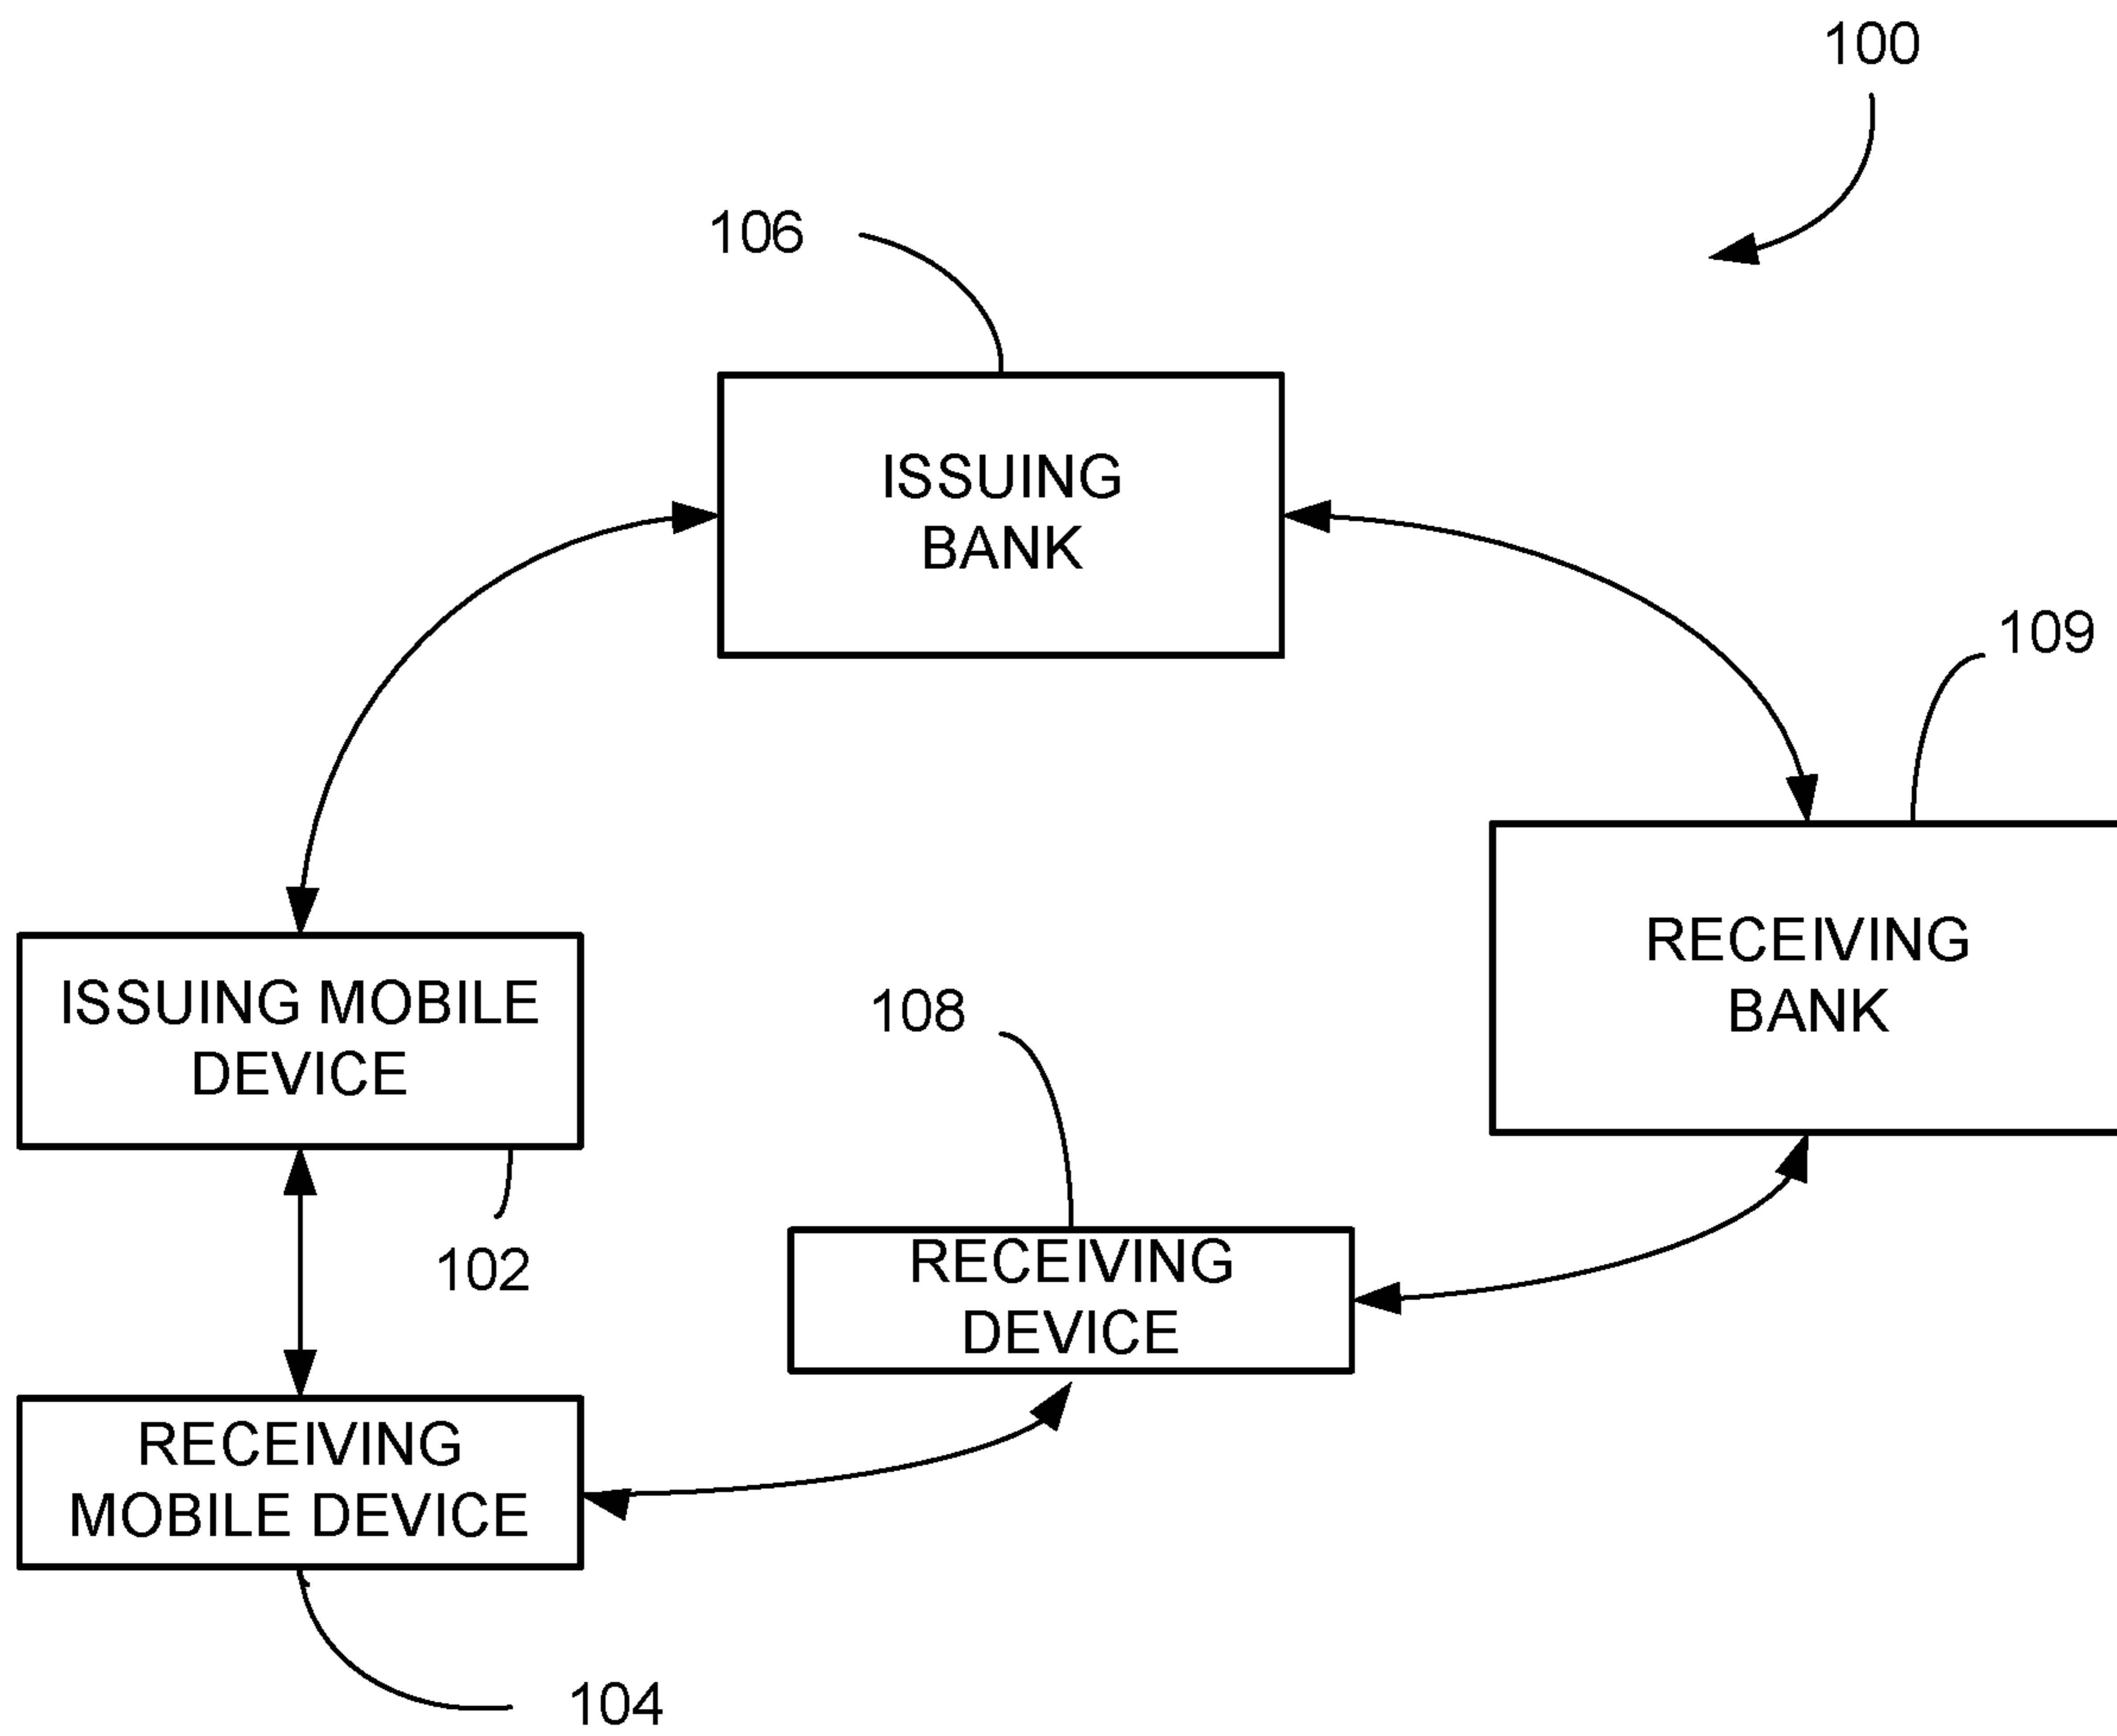 100
106
ISSUING
BANK
109
RECEIVING
BANK
ISSUING MOBILE
DEVICE
108
102
RECEIVING
DEVICE
RECEIVING
MOBILE DEVICE
104